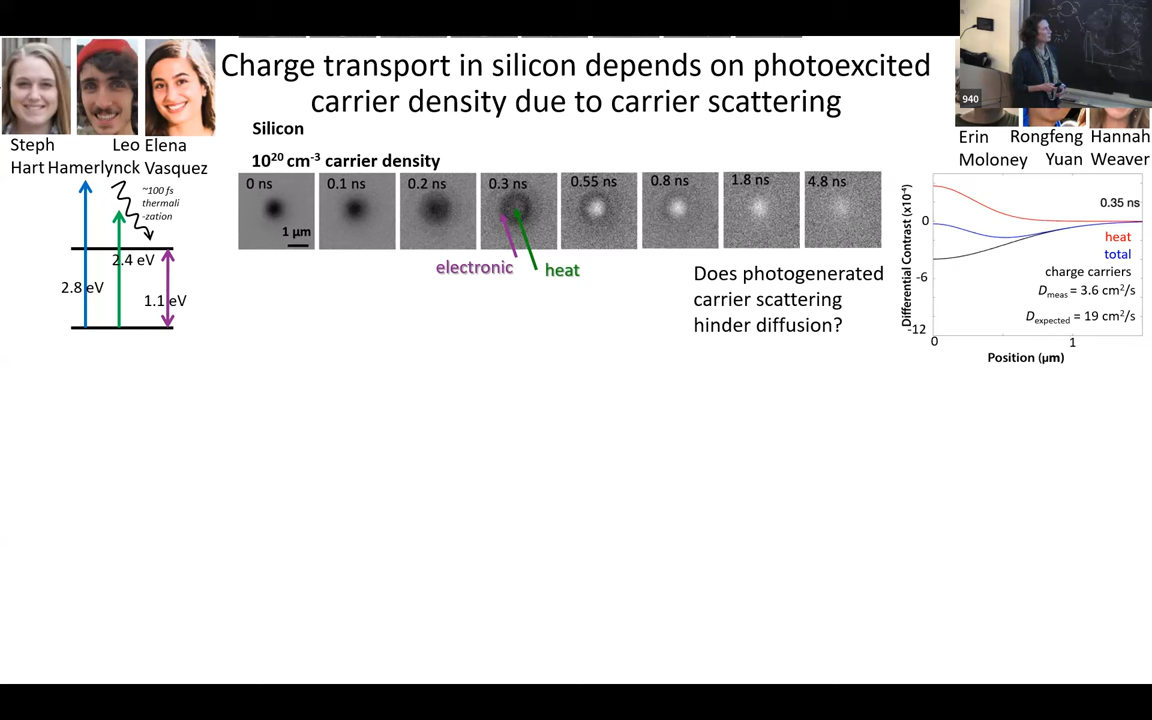 Charge transport in silicon depends on photoexcited
carrier density due to carrier scattering
940
Steph
Hart
Leo
Hamerlynck
Elena
Vasquez
Erin
Moloney
Rongfeng
Yuan
Hannah
Weaver
~100 fs
thermali
-zation
2.4 eV
2.8 eV
1.1 eV
Silicon
10²⁰ cm⁻³ carrier density
0 ns
0.1 ns
0.2 ns
0.3 ns
0.55 ns
0.8 ns
1.8 ns
4.8 ns
1 μm
electronic
heat
Does photogenerated
carrier scattering
hinder diffusion?
Differential Contrast (x10⁻⁴)
0
-6
-12
0.35 ns
heat
total
charge carriers
Dmeas = 3.6 cm²/s
Dexpected = 19 cm²/s
0
1
Position (μm)